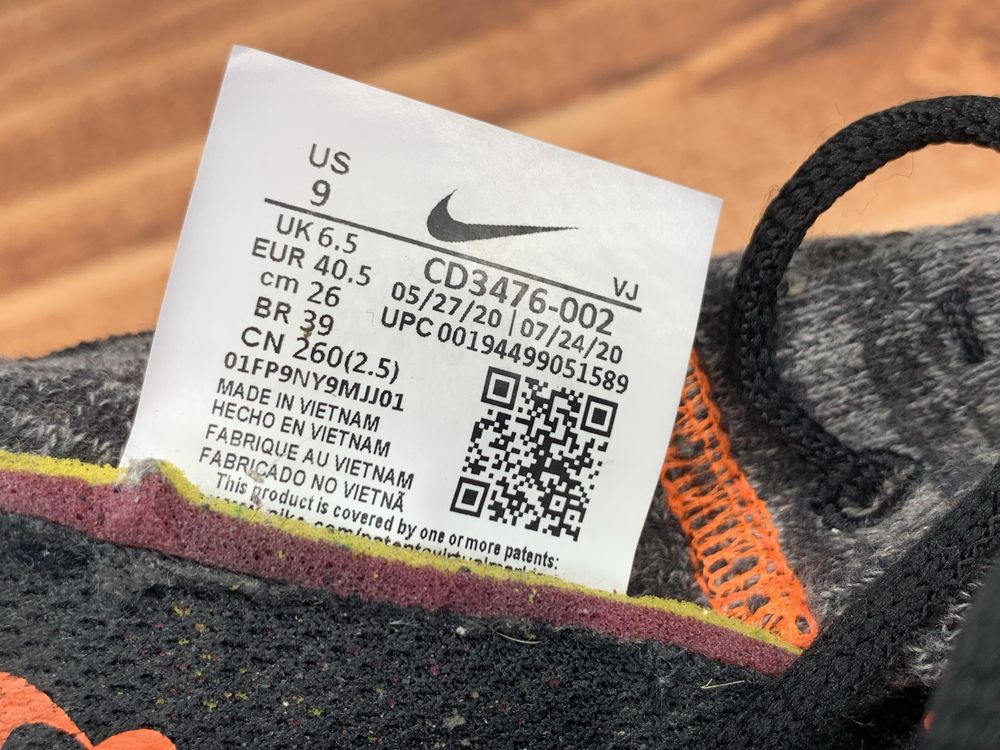 US
9
UK 6.5
EUR 40.5
cm 26
BR 39
CN 260(2.5)
01FP9NY9MJJ01
MADE IN VIETNAM
HECHO EN VIETNAM
FABRIQUE AU VIETNAM
FABRICADO NO VIETNÃ
This product is covered by one or more patents:
VJ
CD3476-002
05/27/20 | 07/24/20
UPC 00194499051589